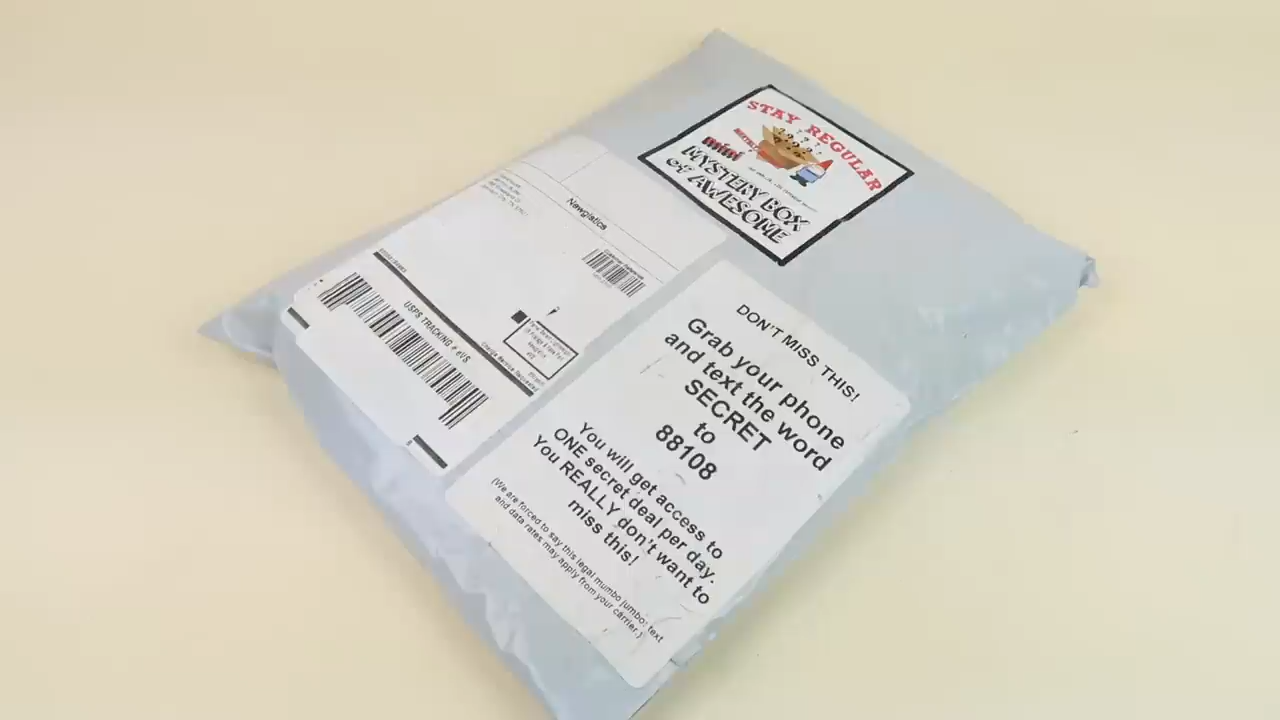 STAY REGULAR
mini
MYSTERY BOX
of AWESOME
Newgistics
USPS TRACKING # eVS
DON'T MISS THIS!
Grab your phone
and text the word
SECRET
to
88108
You will get access to
ONE secret deal per day.
You REALLY don't want to
miss this!
(We are forced to say this legal mumbo jumbo: text
and data rates may apply from your carrier.)